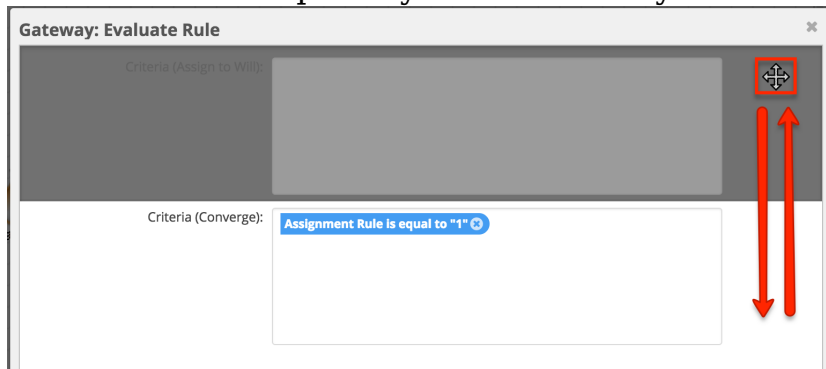 Gateway: Evaluate Rule
Criteria (Assign to Will):
Criteria (Converge):
Assignment Rule is equal to "1"